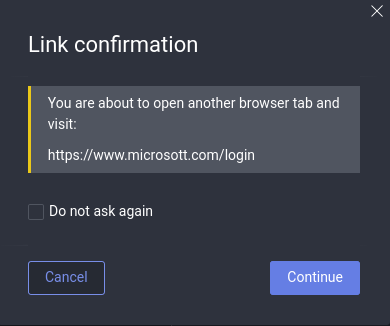 Link confirmation
You are about to open another browser tab and
visit:
https://www.microsott.com/login
Do not ask again
Cancel
Continue